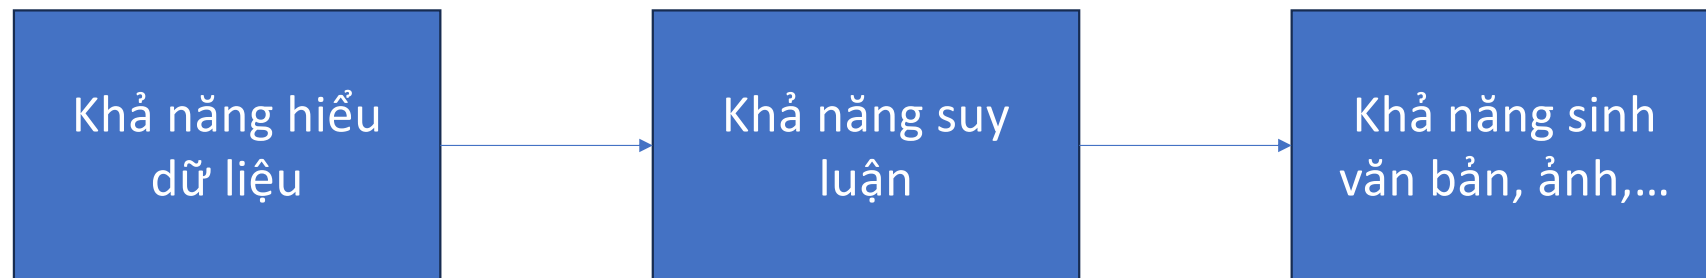 Khả năng hiểu
dữ liệu
Khả năng suy
luận
Khả năng sinh
văn bản, ảnh,...